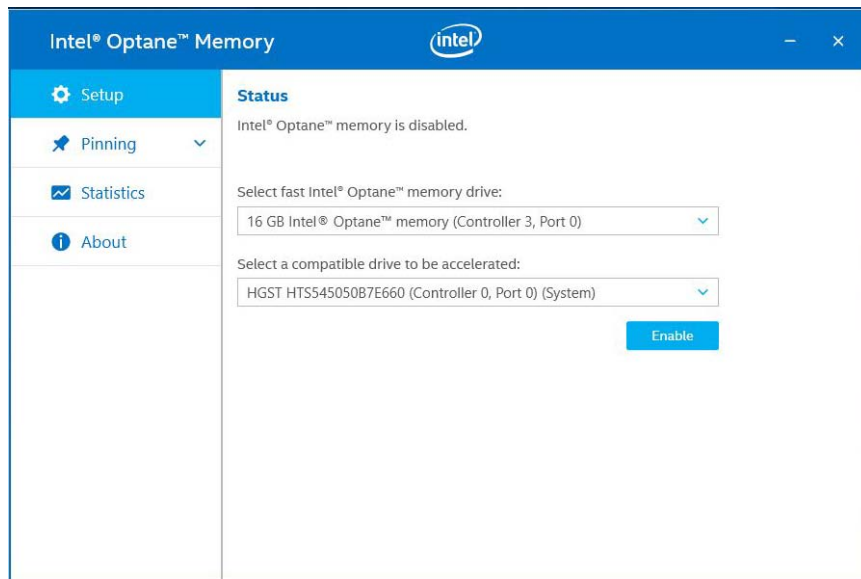 Intel® Optane™ Memory
intel
Setup
Pinning
Statistics
About
Status
Intel® Optane™ memory is disabled.
Select fast Intel® Optane™ memory drive:
16 GB Intel® Optane™ memory (Controller 3, Port 0)
Select a compatible drive to be accelerated:
HGST HTS545050B7E660 (Controller 0, Port 0) (System)
Enable